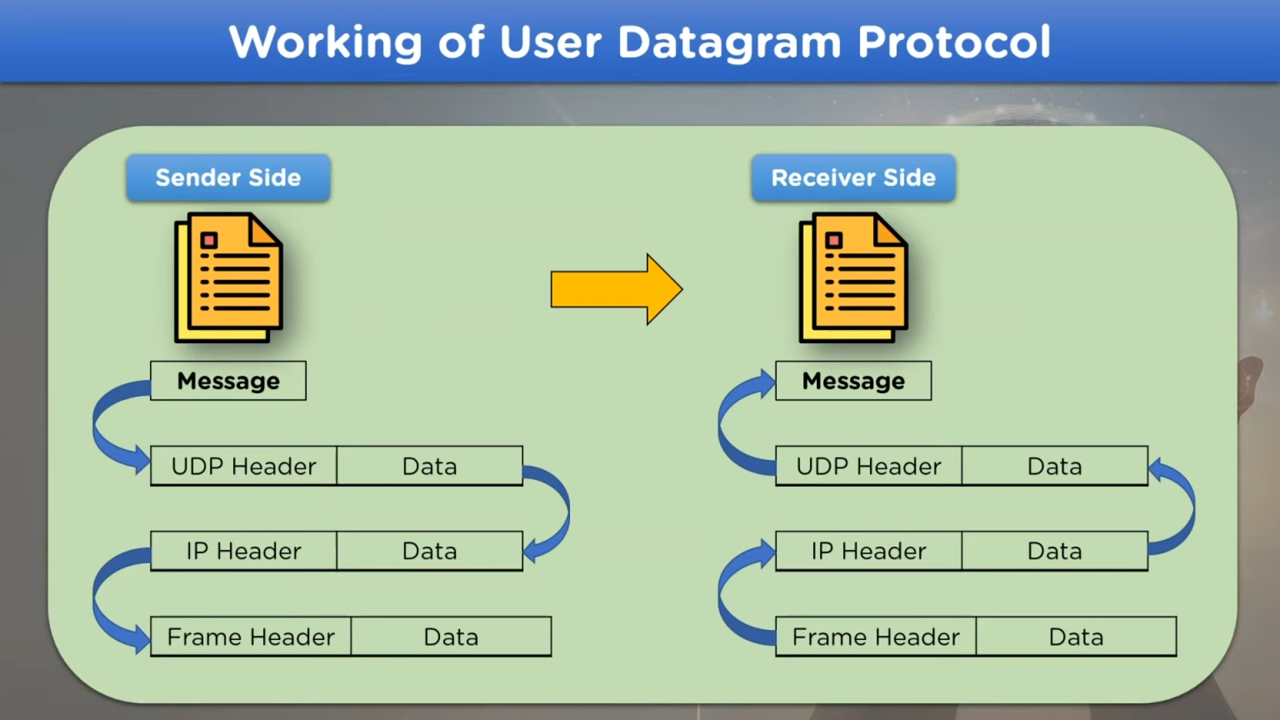 Working of User Datagram Protocol
Sender Side
Message
UDP Header
Data
IP Header
Data
Frame Header
Data
Receiver Side
Message
UDP Header
Data
IP Header
Data
Frame Header
Data